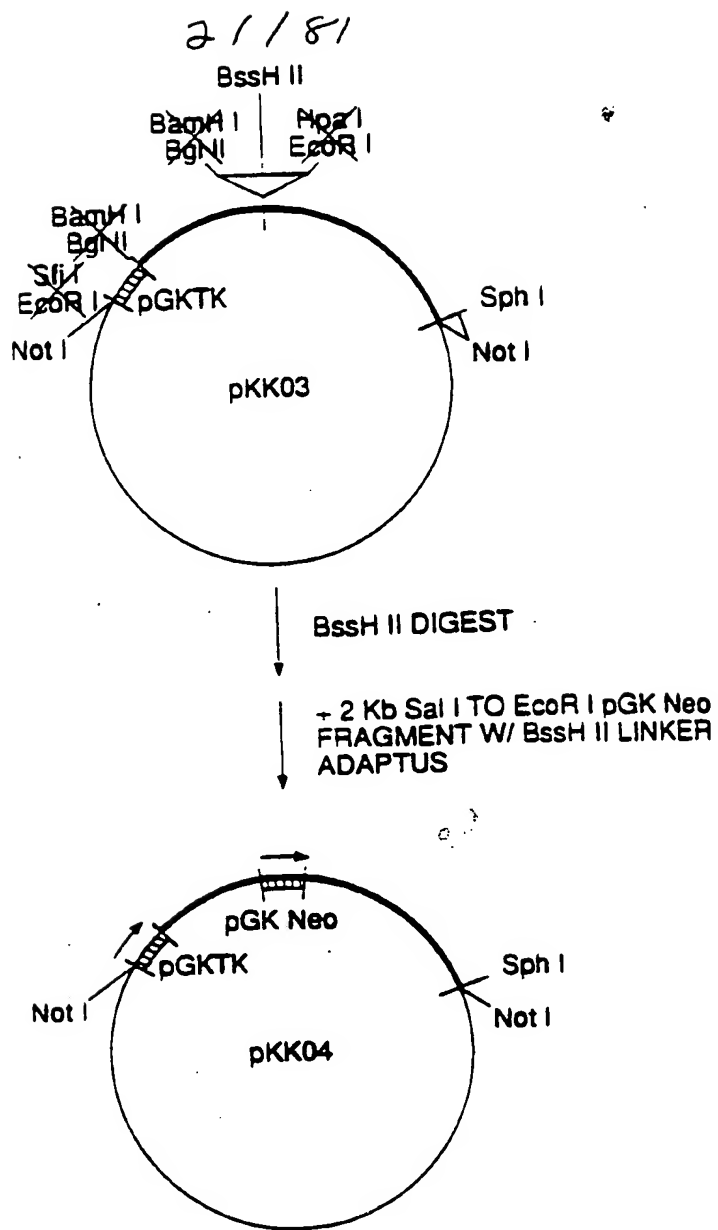 21/81
BssH II
BamH I
Bgl II
Hpa I
EcoR I
BamH I
Bgl II
Sfi I
EcoR I
pGKTK
Not I
Sph I
Not I
pKK03
BssH II DIGEST
+ 2 Kb Sal I TO EcoR I pGK Neo
FRAGMENT W/ BssH II LINKER
ADAPTUS
pGK Neo
pGKTK
Not I
Sph I
Not I
pKK04